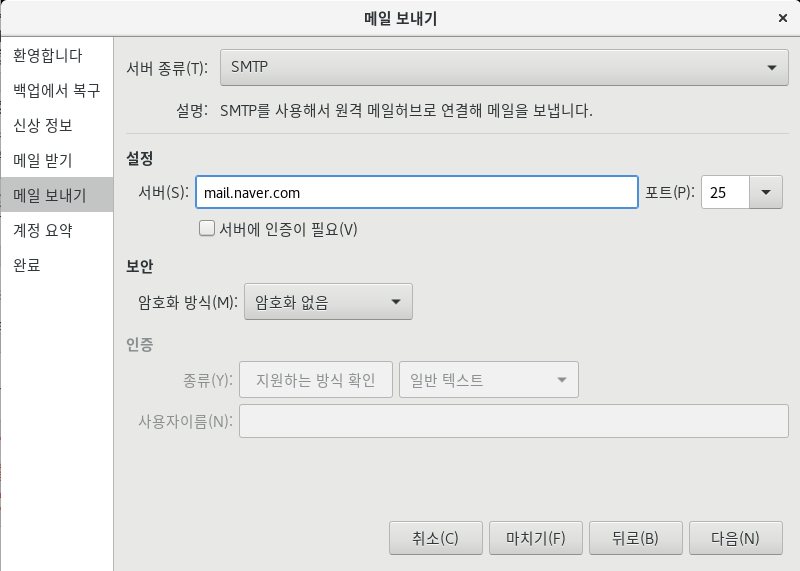 메일 보내기
환영합니다
백업에서 복구
신상 정보
메일 받기
메일 보내기
계정 요약
완료
서버 종류(T): SMTP
설명: SMTP를 사용해서 원격 메일허브로 연결해 메일을 보냅니다.
설정
서버(S): mail.naver.com 포트(P): 25
서버에 인증이 필요(V)
보안
암호화 방식(M): 암호화 없음
인증
종류(Y): 지원하는 방식 확인 일반 텍스트
사용자이름(N):
취소(C) 마치기(F) 뒤로(B) 다음(N)